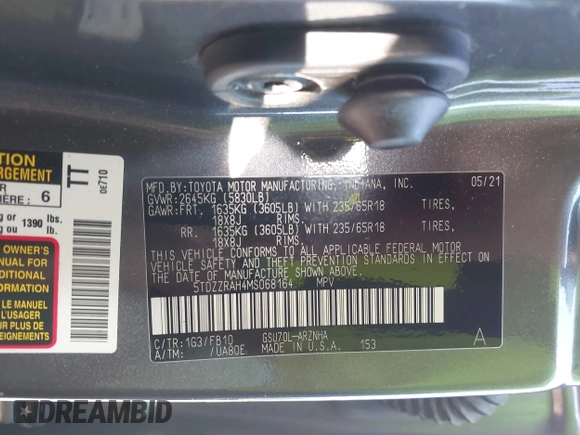 MFD.BY:TOYOTA MOTOR MANUFACTURING, INDIANA, INC. 05/21
GVWR:2645KG (5830LB)
GAWR:FRT. 1635KG (3605LB) WITH 235/65R18 TIRES,
18X8J RIMS.
RR. 1635KG (3605LB) WITH 235/65R18 TIRES,
18X8J RIMS.
THIS VEHICLE CONFORMS TO ALL APPLICABLE FEDERAL MOTOR
VEHICLE SAFETY AND THEFT PREVENTION STANDARDS IN EFFECT ON
THE DATE OF MANUFACTURE SHOWN ABOVE.
5TDZZRAH4MS068164 MPV
C/TR:1G3/FB10 GSU70L-ARZNHA A
A/TM: /UA80E MADE IN U.S.A. 153
TT
0E710
6
1390 lbs.
OWNER'S
MANUAL FOR
INFORMATION
LE MANUEL
L'USAGER
RENSEIGNEMENTS
DREAMBID